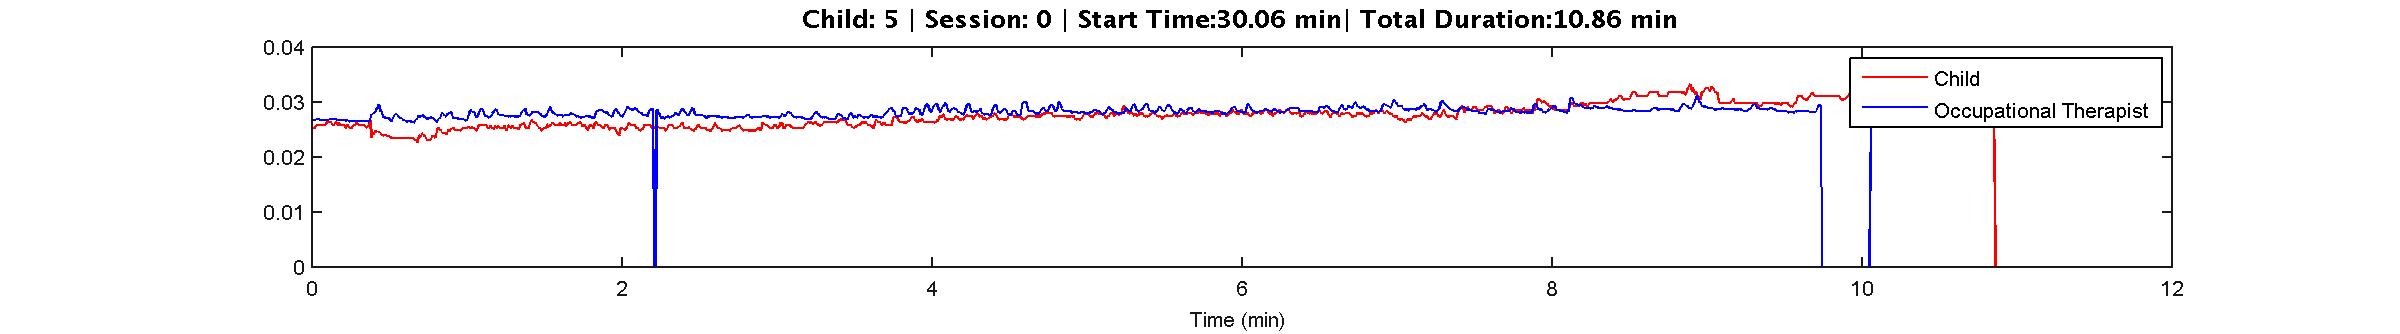 Child: 5 | Session: 0 | Start Time:30.06 min| Total Duration:10.86 min
0.04
0.03
0.02
0.01
0
Child
Occupational Therapist
0 2 4 6 8 10 12
Time (min)